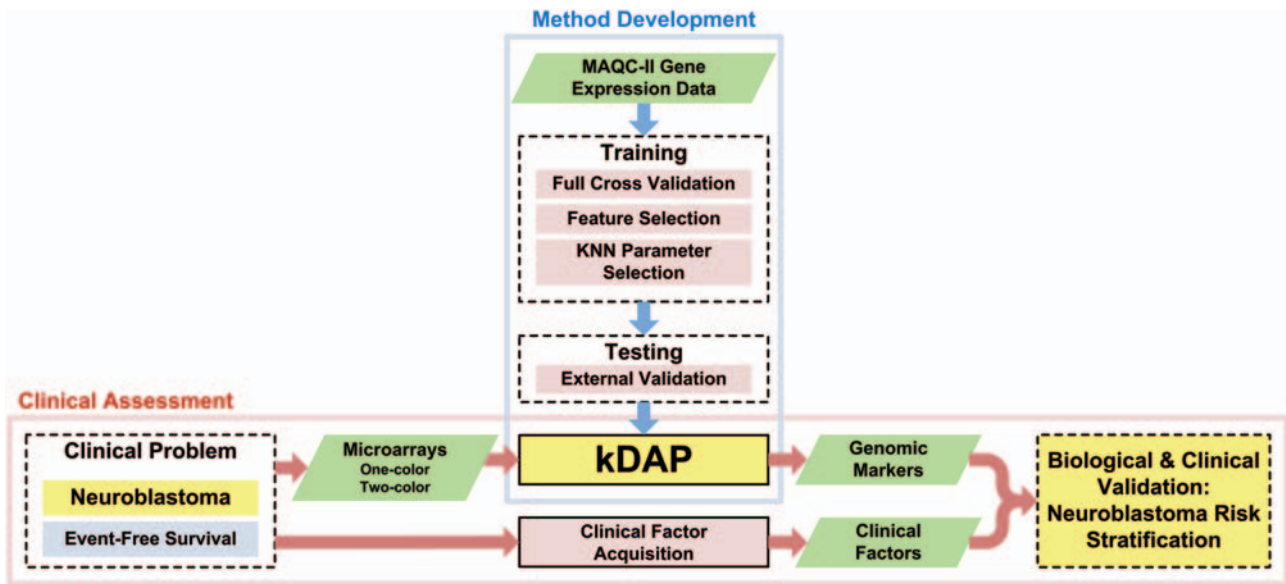 Method Development
MAQC-II Gene
Expression Data
Training
Full Cross Validation
Feature Selection
KNN Parameter
Selection
Testing
External Validation
Clinical Assessment
Clinical Problem
Neuroblastoma
Event-Free Survival
Microarrays
One-color
Two-color
kDAP
Genomic
Markers
Clinical Factor
Acquisition
Clinical
Factors
Biological & Clinical
Validation:
Neuroblastoma Risk
Stratification